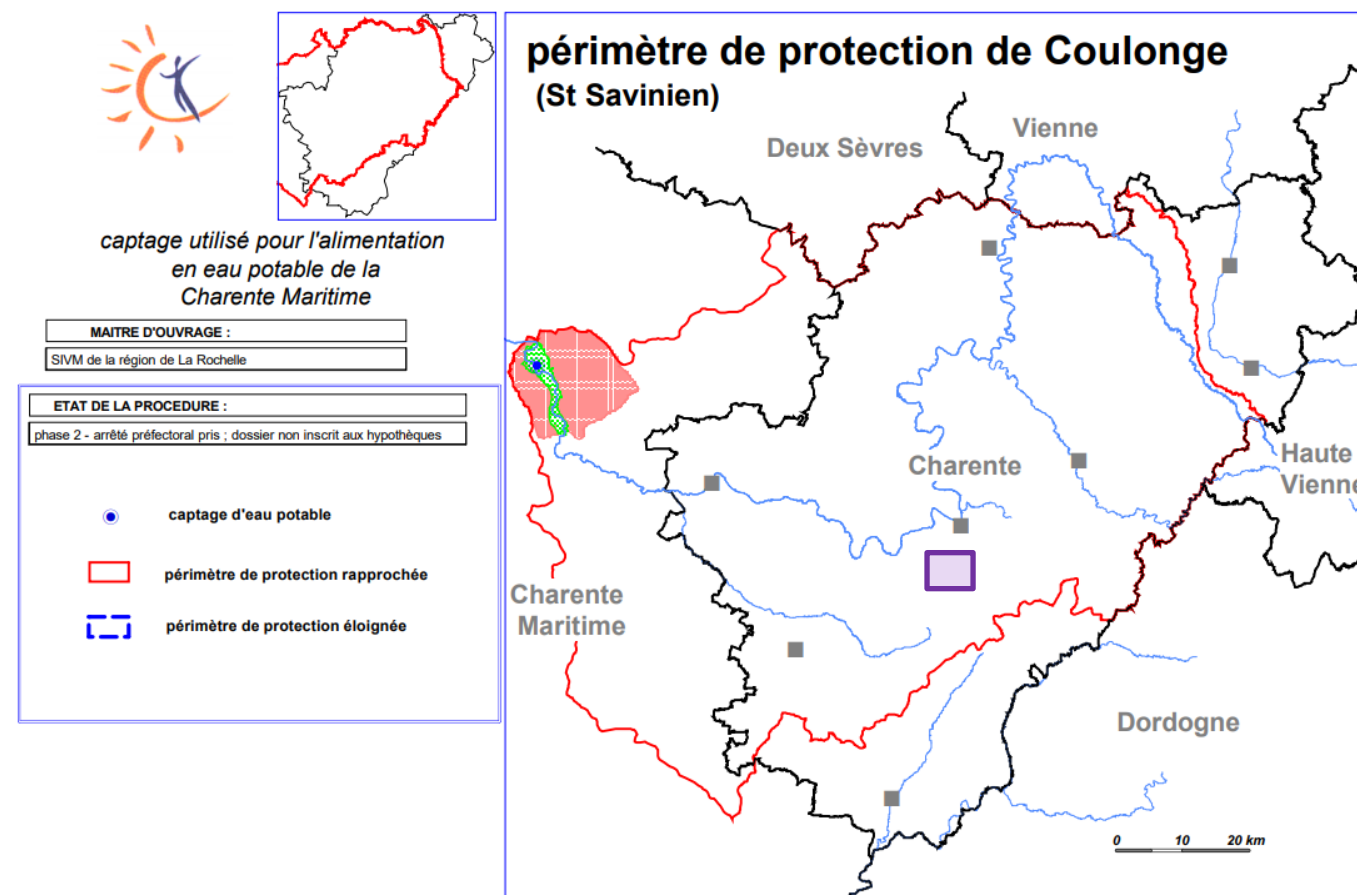 captage utilisé pour l'alimentation
en eau potable de la
Charente Maritime
MAITRE D'OUVRAGE :
SIVM de la région de La Rochelle
ETAT DE LA PROCEDURE :
phase 2 - arrêté préfectoral pris ; dossier non inscrit aux hypothèques
captage d'eau potable
périmètre de protection rapprochée
périmètre de protection éloignée
périmètre de protection de Coulonge
(St Savinien)
Deux Sèvres
Vienne
Charente
Haute
Vienne
Charente
Maritime
Dordogne
0 10 20 km